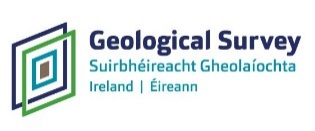 Geological Survey
Suirbhéireacht Gheolaíochta
Ireland | Éireann